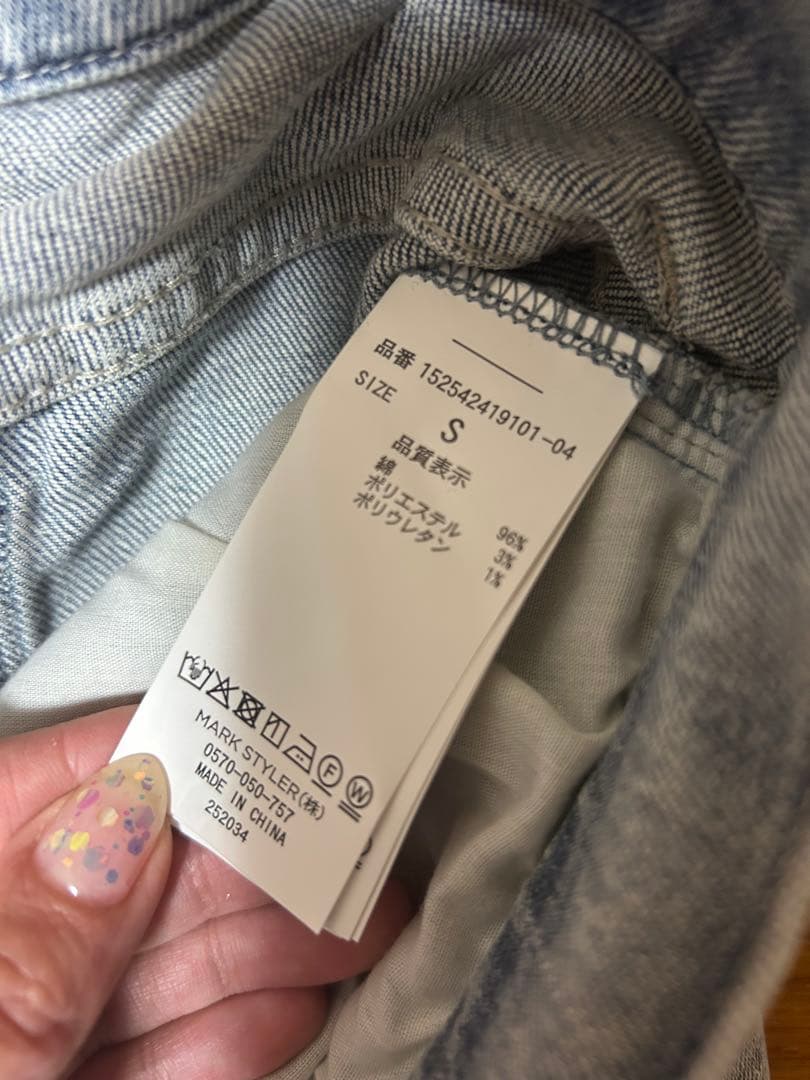 品番 152542419101-04
SIZE S
品質表示
綿 96%
ポリエステル 3%
ポリウレタン 1%
F W
MARK STYLER(株)
0570-050-757
MADE IN CHINA
252034